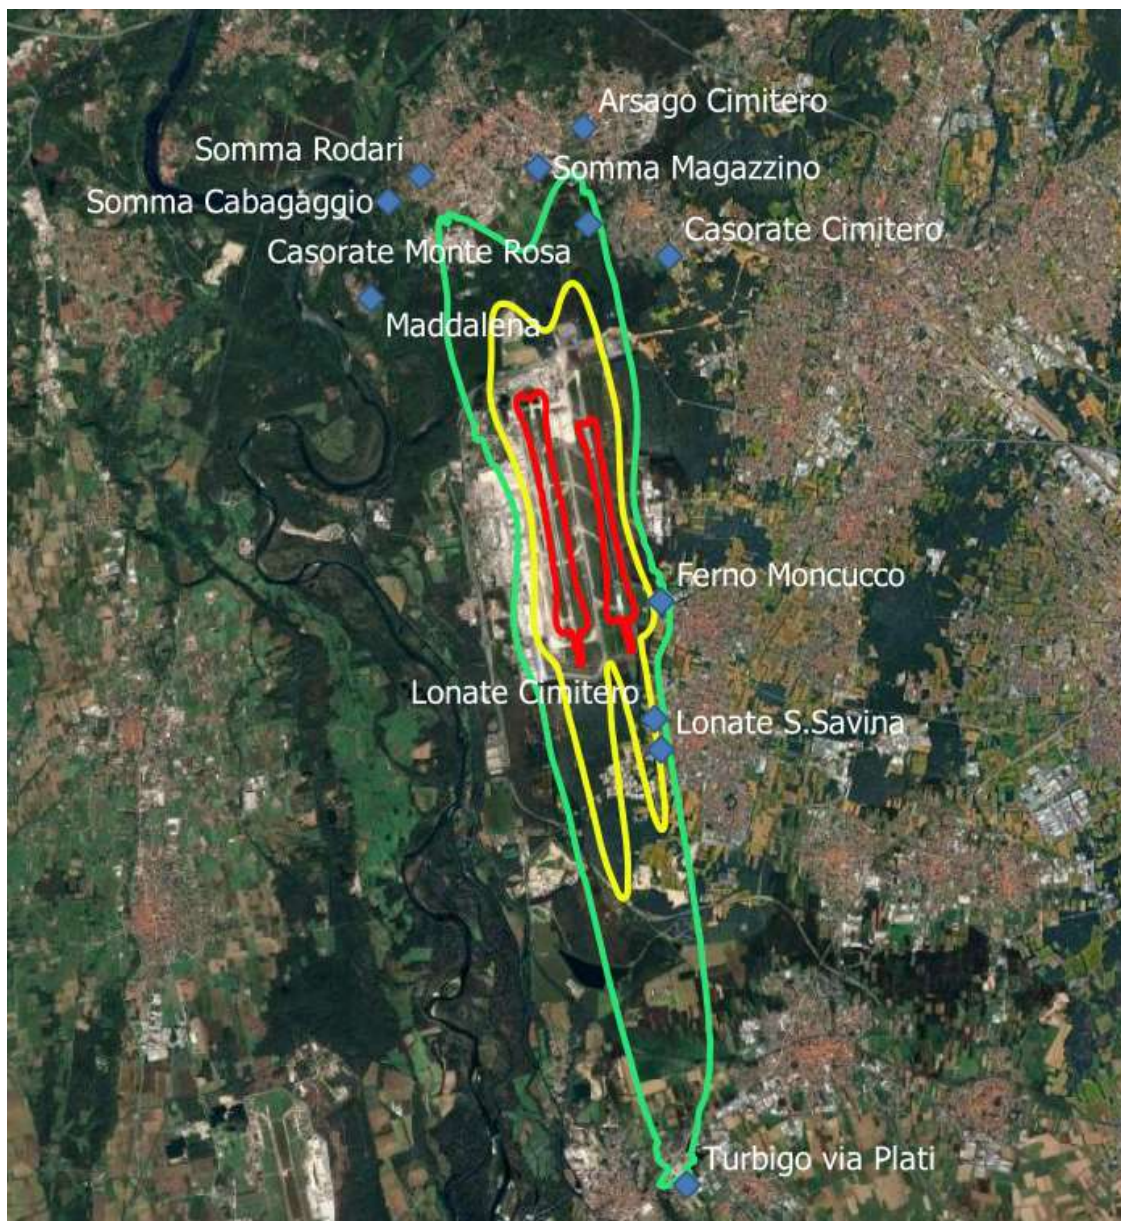 Arsago Cimitero
Somma Rodari
Somma Magazzino
Somma Cabagaggio
Casorate Cimitero
Casorate Monte Rosa
Maddalena
Ferno Moncucco
Lonate Cimitero
Lonate S.Savina
Turbigo via Plati